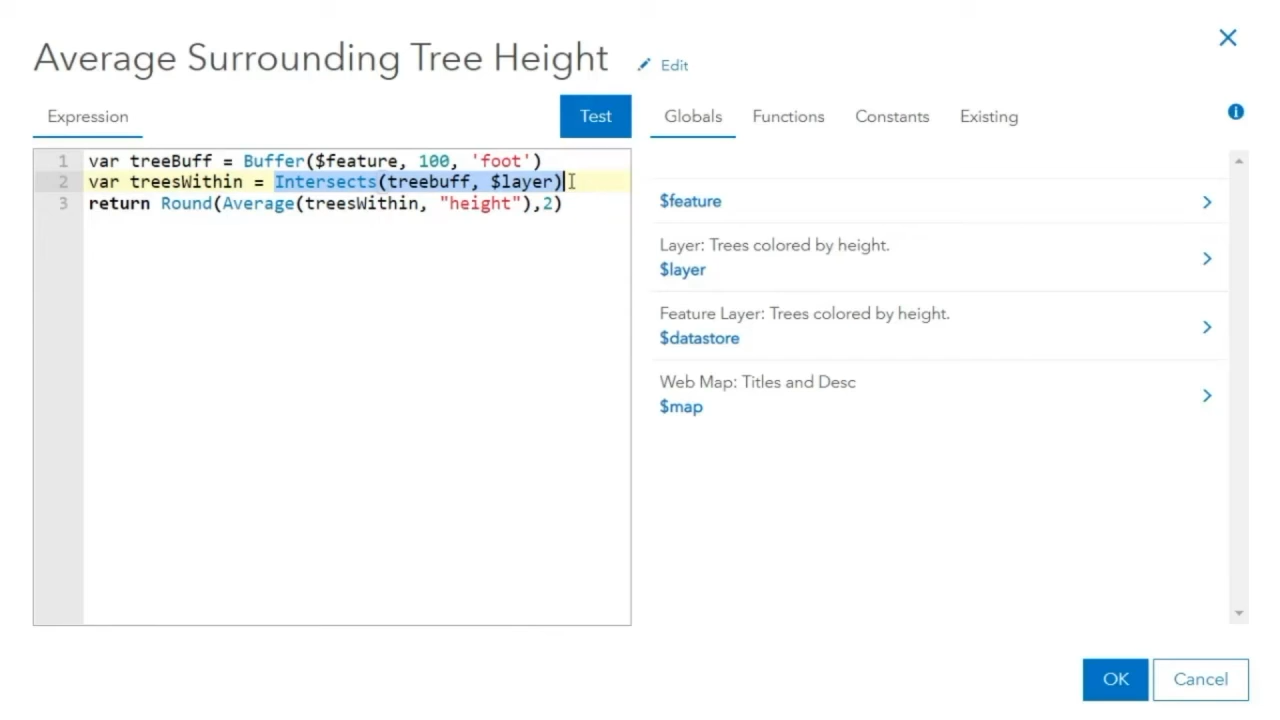 Average Surrounding Tree Height
Edit
Expression
Test
Globals
Functions
Constants
Existing
1 var treeBuff = Buffer($feature, 100, 'foot')
2 var treesWithin = Intersects(treebuff, $layer)
3 return Round(Average(treesWithin, "height"),2)
$feature
Layer: Trees colored by height.
$layer
Feature Layer: Trees colored by height.
$datastore
Web Map: Titles and Desc
$map
OK
Cancel